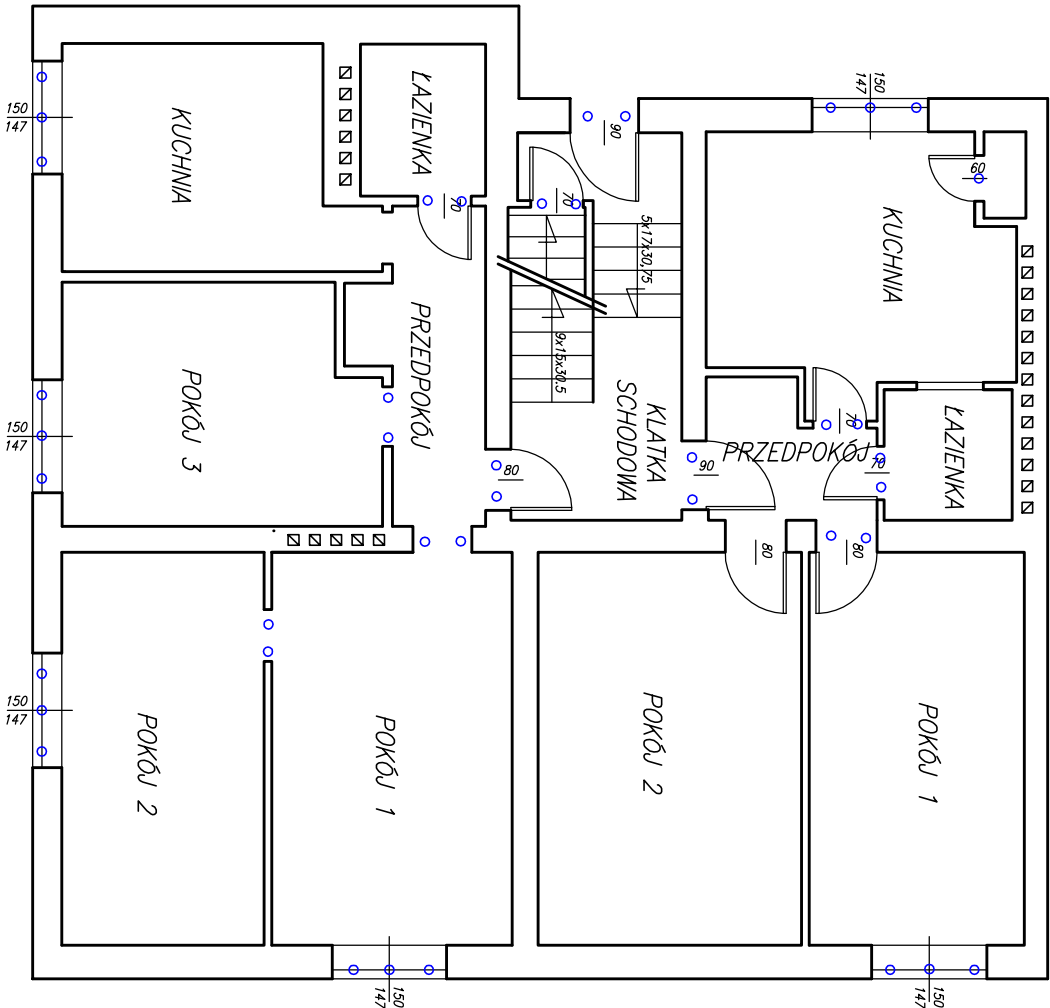 150
147
ŁAZIENKA
KUCHNIA
150
147
90
60
70
70
5x17x30,75
KUCHNIA
PRZEDPOKÓJ
9x15x30.5
POKÓJ 3
KLATKA
SCHODOWA
ŁAZIENKA
70
PRZEDPOKÓJ
70
150
147
80
90
80
80
POKÓJ 2
POKÓJ 1
POKÓJ 2
POKÓJ 1
150
147
150
147
150
147